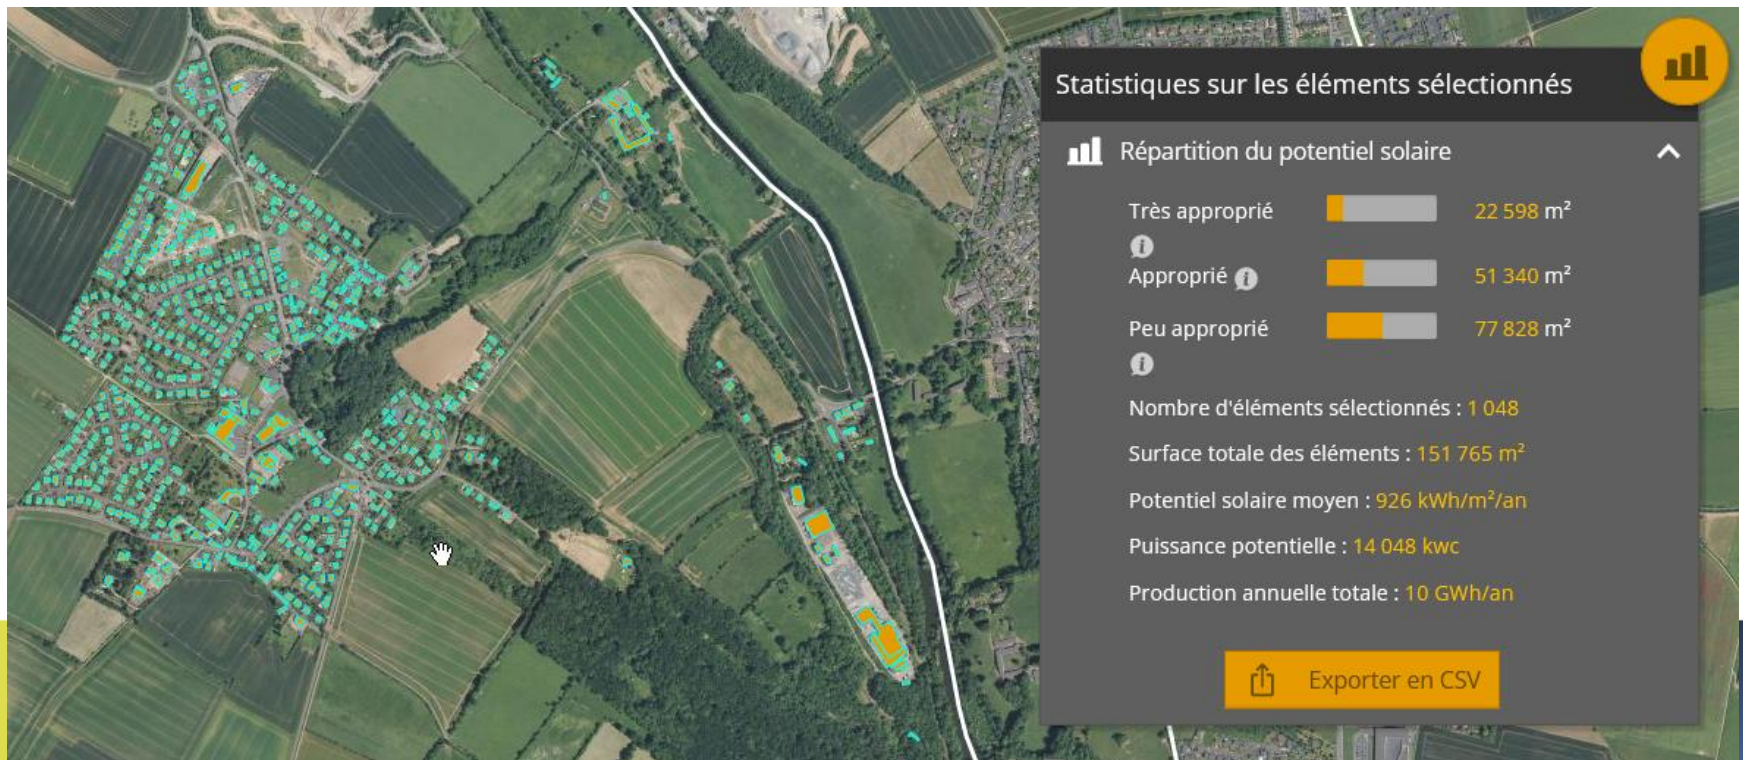 Statistiques sur les éléments sélectionnés
Répartition du potentiel solaire
Très approprié 22 598 m²
Approprié 51 340 m²
Peu approprié 77 828 m²
Nombre d'éléments sélectionnés : 1 048
Surface totale des éléments : 151 765 m²
Potentiel solaire moyen : 926 kWh/m²/an
Puissance potentielle : 14 048 kwc
Production annuelle totale : 10 GWh/an
Exporter en CSV